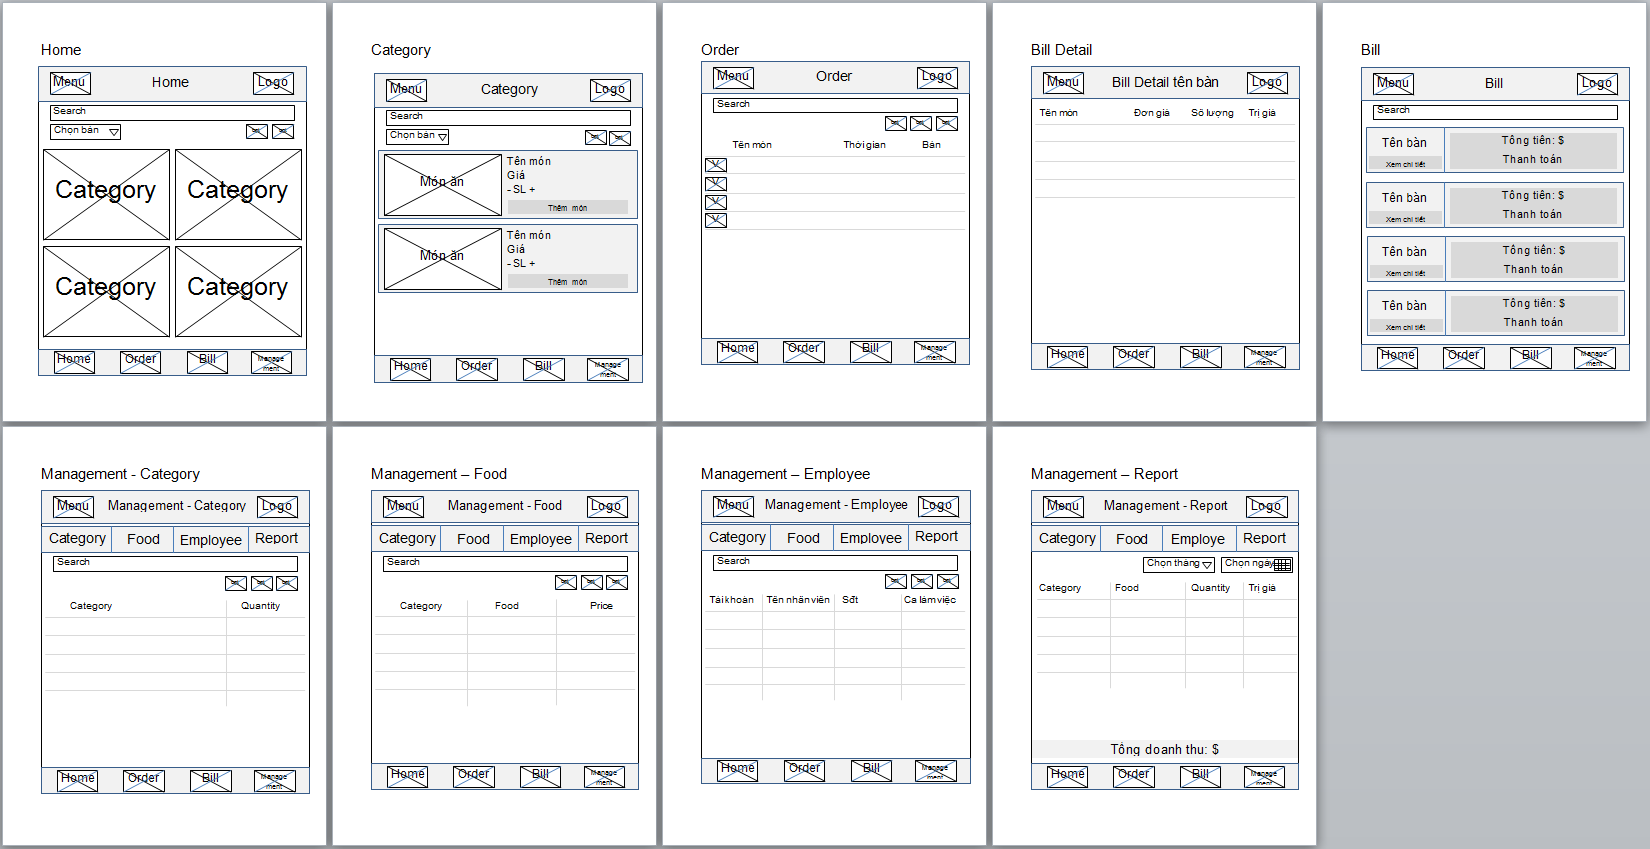 Home
Menu
Home
Logo
Search
Chọn bàn
Category
Category
Category
Category
Home
Order
Bill
Manage
ment
Category
Menu
Category
Logo
Search
Chọn bàn
Món ăn
Tên món
Giá
- SL +
Thêm món
Món ăn
Tên món
Giá
- SL +
Thêm món
Home
Order
Bill
Manage
ment
Order
Menu
Order
Logo
Search
Tên món
Thời gian
Bàn
V
V
V
V
Home
Order
Bill
Manage
ment
Bill Detail
Menu
Bill Detail tên bàn
Logo
Tên món
Đơn giá
Số lượng
Trị giá
Home
Order
Bill
Manage
ment
Bill
Menu
Bill
Logo
Search
Tên bàn
Xem chi tiết
Tổng tiền: $
Thanh toán
Tên bàn
Xem chi tiết
Tổng tiền: $
Thanh toán
Tên bàn
Xem chi tiết
Tổng tiền: $
Thanh toán
Tên bàn
Xem chi tiết
Tổng tiền: $
Thanh toán
Home
Order
Bill
Manage
ment
Management - Category
Menu
Management - Category
Logo
Category
Food
Employee
Report
Search
Category
Quantity
Home
Order
Bill
Manage
ment
Management – Food
Menu
Management - Food
Logo
Category
Food
Employee
Report
Search
Category
Food
Price
Home
Order
Bill
Manage
ment
Management – Employee
Menu
Management - Employee
Logo
Category
Food
Employee
Report
Search
Tài khoản
Tên nhân viên
Sđt
Ca làm việc
Home
Order
Bill
Manage
ment
Management – Report
Menu
Management - Report
Logo
Category
Food
Employe
Report
Chọn tháng
Chọn ngày
Category
Food
Quantity
Trị giá
Tổng doanh thu: $
Home
Order
Bill
Manage
ment